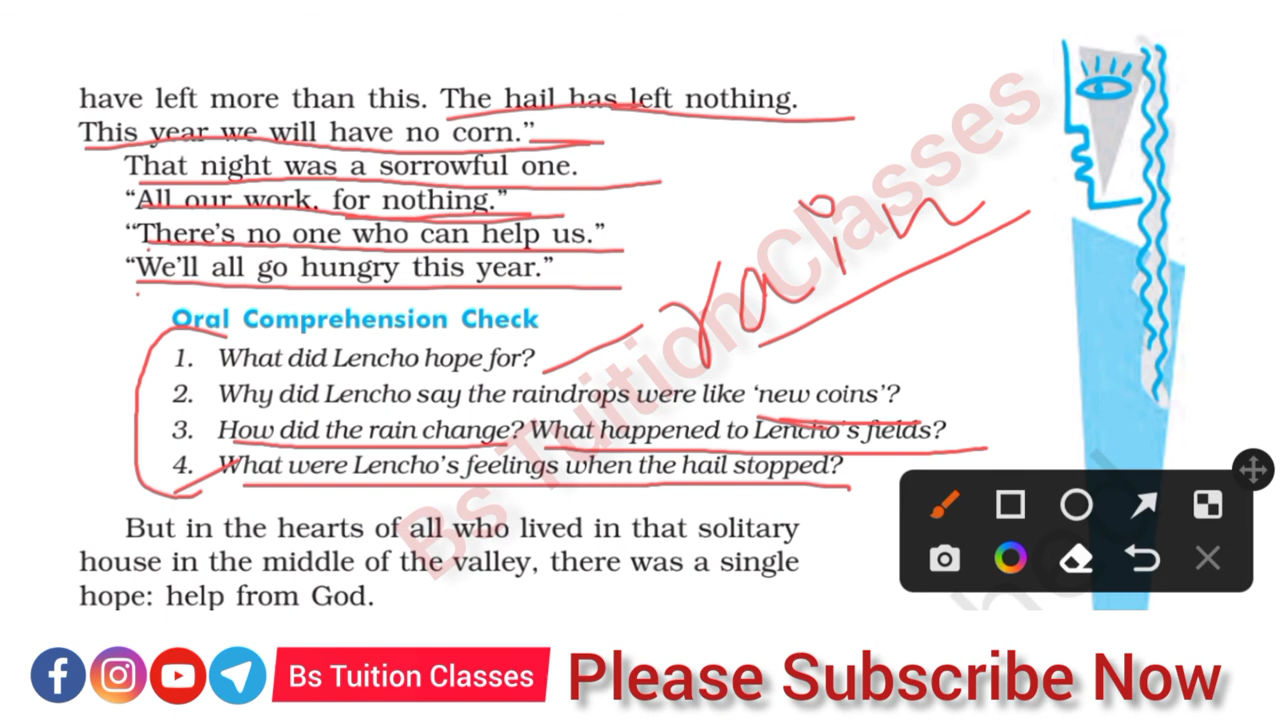 have left more than this. The hail has left nothing.
This year we will have no corn.”
That night was a sorrowful one.
“All our work, for nothing.”
“There’s no one who can help us.”
“We’ll all go hungry this year.”
rain
Oral Comprehension Check
1. What did Lencho hope for?
2. Why did Lencho say the raindrops were like ‘new coins’?
3. How did the rain change? What happened to Lencho’s fields?
4. What were Lencho’s feelings when the hail stopped?
Bs Tuition Classes
But in the hearts of all who lived in that solitary
house in the middle of the valley, there was a single
hope: help from God.
Bs Tuition Classes
Please Subscribe Now